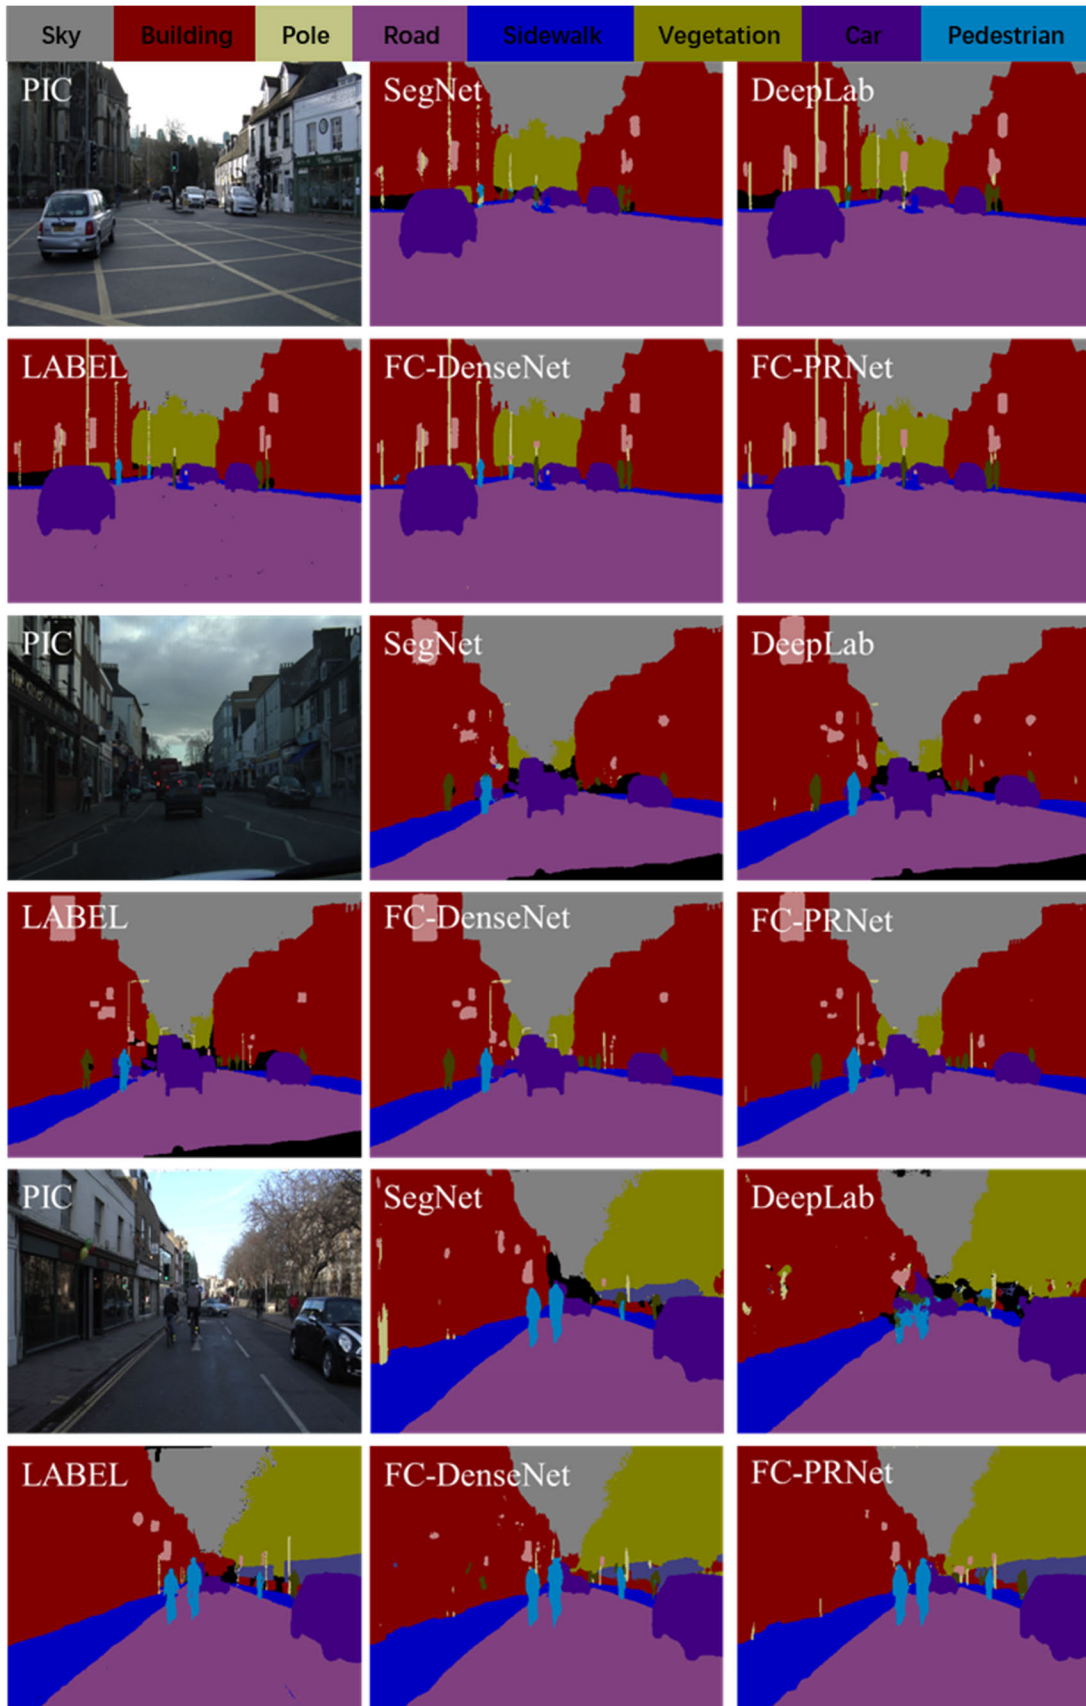 Sky Building Pole Road Sidewalk Vegetation Car Pedestrian
PIC SegNet DeepLab
LABEL FC-DenseNet FC-PRNet
PIC SegNet DeepLab
LABEL FC-DenseNet FC-PRNet
PIC SegNet DeepLab
LABEL FC-DenseNet FC-PRNet